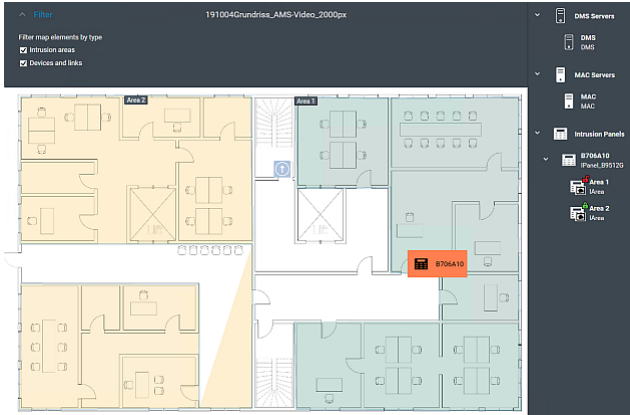 Filter
191004Grundriss_AMS-Video_2000px
Filter map elements by type
Intrusion areas
Devices and links
Area 2
Area 1
B706A10
DMS Servers
DMS
DMS
MAC Servers
MAC
MAC
Intrusion Panels
B706A10
IPanel_B9512G
Area 1
IArea
Area 2
IArea